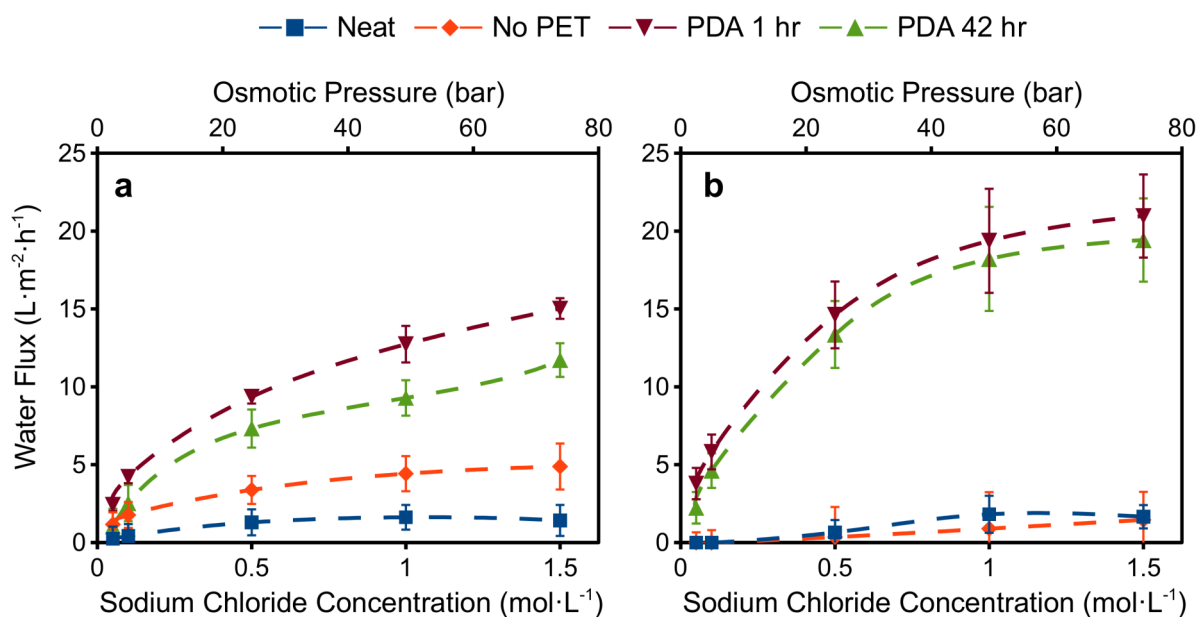 Neat No PET PDA 1 hr PDA 42 hr
Osmotic Pressure (bar) Osmotic Pressure (bar)
0 20 40 60 80 0 20 40 60 80
25 25
a b
20 20
15 15
10 10
5 5
0 0
Water Flux (L·m⁻²·h⁻¹)
0 0.5 1 1.5 0 0.5 1 1.5
Sodium Chloride Concentration (mol·L⁻¹) Sodium Chloride Concentration (mol·L⁻¹)